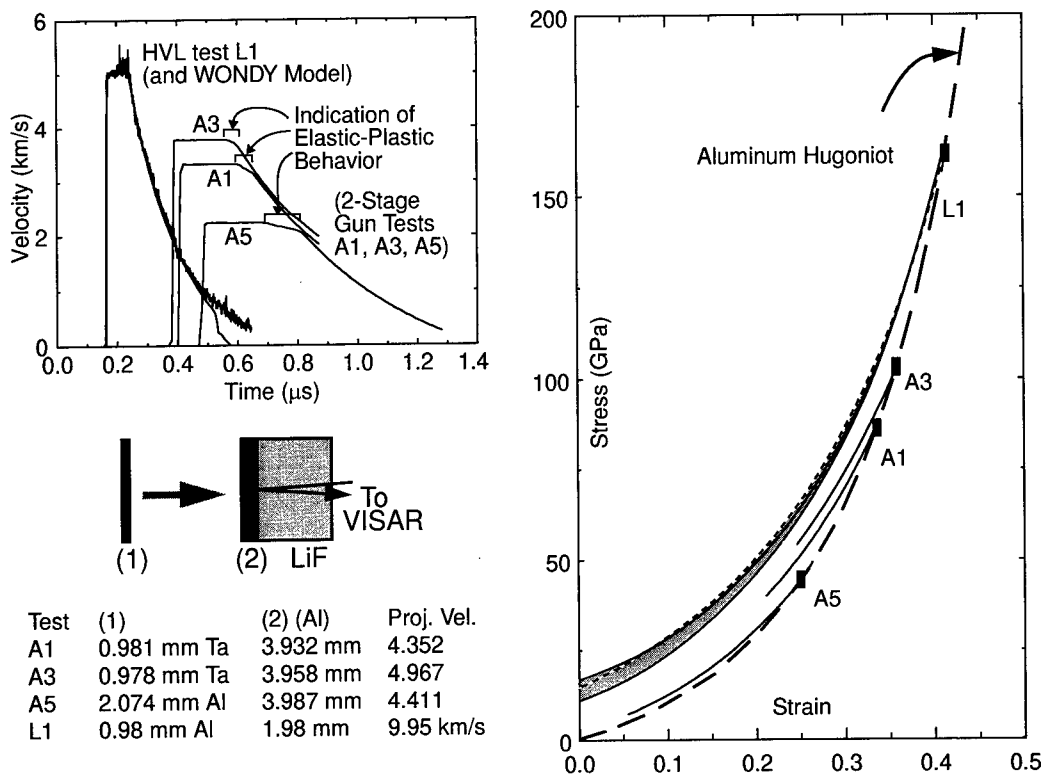 6
4
2
0
Velocity (km/s)
HVL test L1
(and WONDY Model)
A3
Indication of
Elastic-Plastic
Behavior
A1
(2-Stage
Gun Tests
A1, A3, A5)
A5
0.0 0.2 0.4 0.6 0.8 1.0 1.2 1.4
Time (μs)
(1)
(2) LiF
To
VISAR
Test (1) (2) (Al) Proj. Vel.
A1 0.981 mm Ta 3.932 mm 4.352
A3 0.978 mm Ta 3.958 mm 4.967
A5 2.074 mm Al 3.987 mm 4.411
L1 0.98 mm Al 1.98 mm 9.95 km/s
200
150
100
50
0
Stress (GPa)
Aluminum Hugoniot
L1
A3
A1
A5
Strain
0.0 0.1 0.2 0.3 0.4 0.5